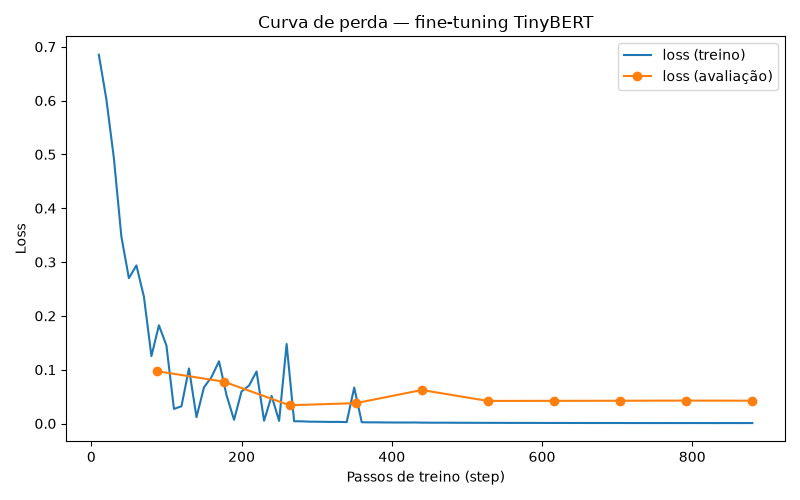 Curva de perda — fine-tuning TinyBERT
loss (treino)
loss (avaliação)
Loss
0.7
0.6
0.5
0.4
0.3
0.2
0.1
0.0
0 200 400 600 800
Passos de treino (step)